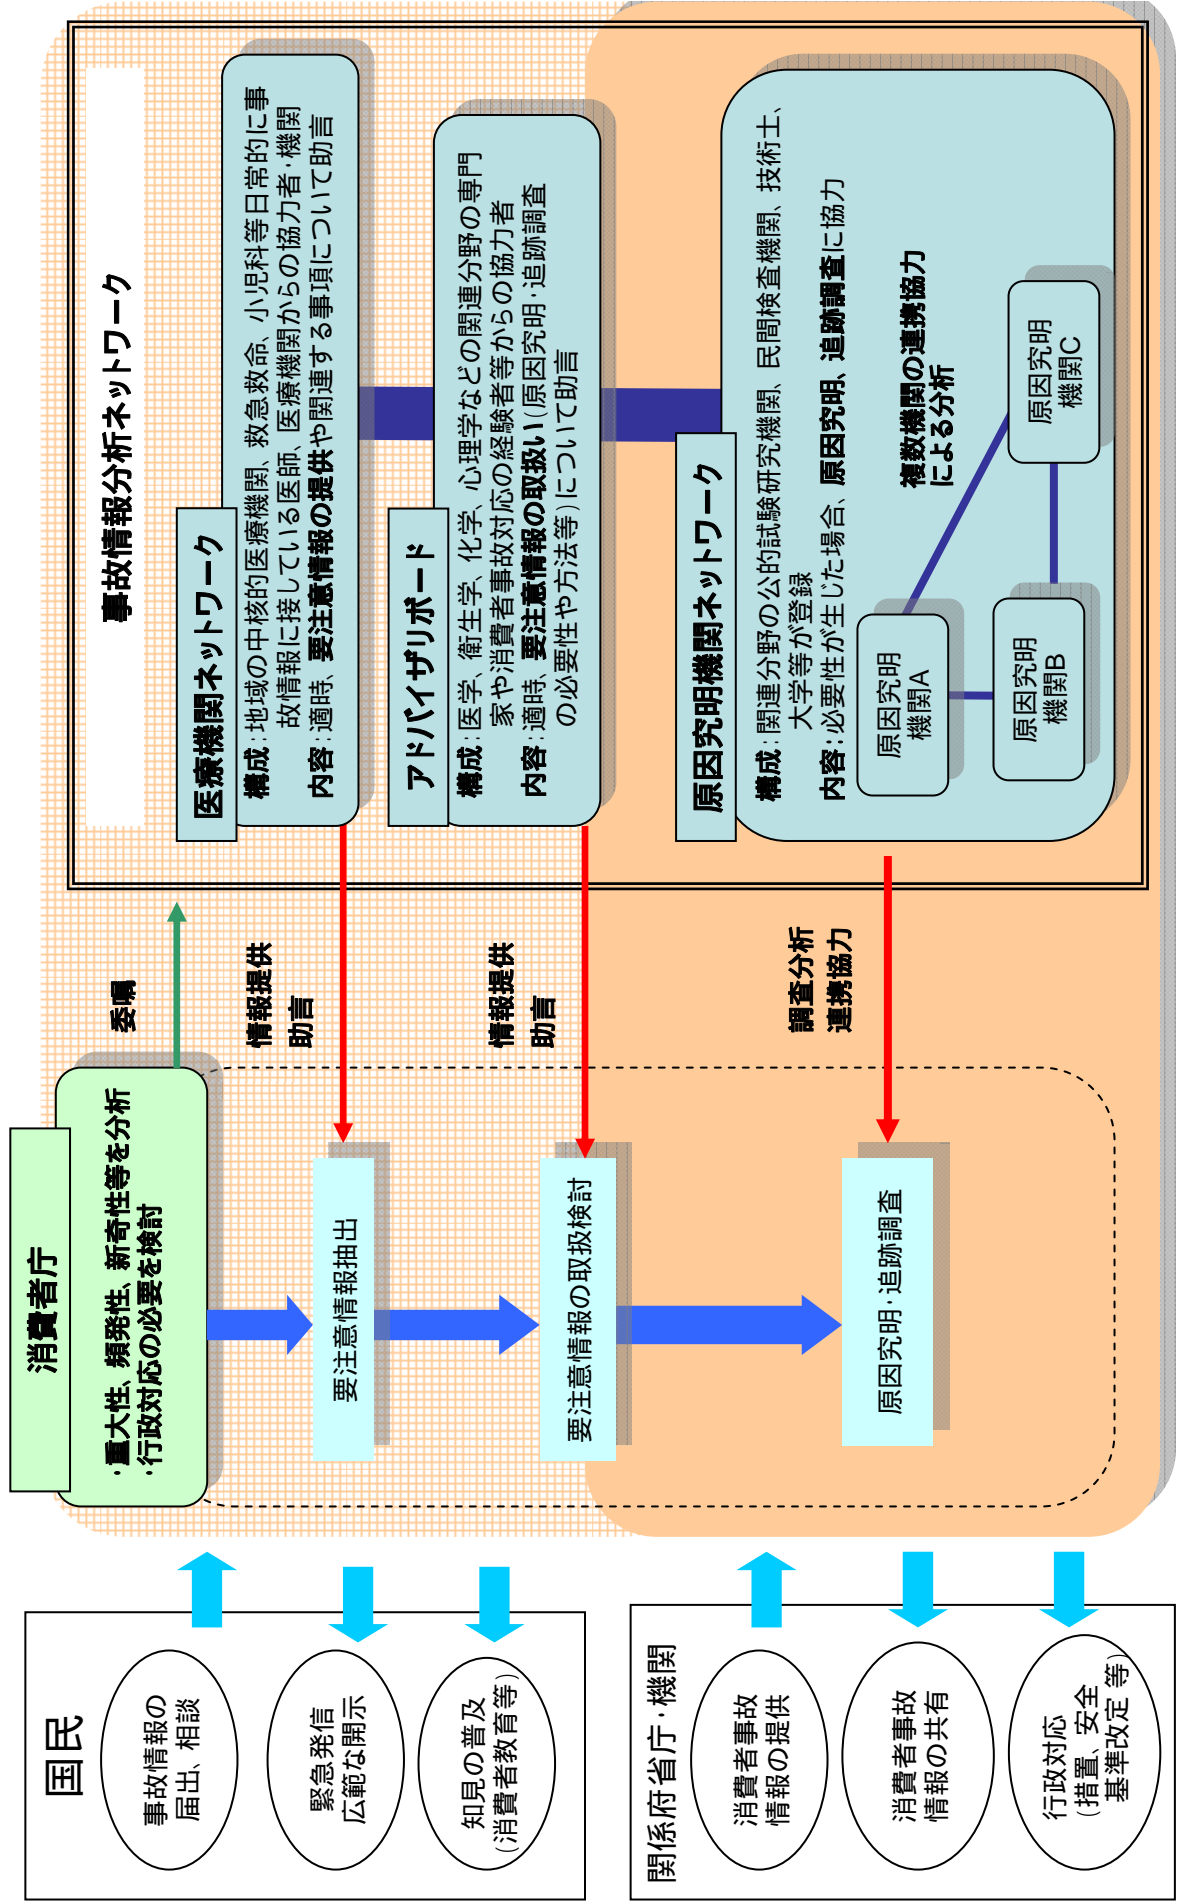 国民
事故情報の
届出、相談
緊急発信
広範な開示
知見の普及
(消費者教育等)
関係府省庁・機関
消費者事故
情報の提供
消費者事故
情報の共有
行政対応
(措置、安全
基準改定 等)
消費者庁
・重大性、頻発性、新奇性等を分析
・行政対応の必要を検討
要注意情報抽出
要注意情報の取扱検討
原因究明・追跡調査
委嘱
情報提供
助言
情報提供
助言
調査分析
連携協力
事故情報分析ネットワーク
医療機関ネットワーク
構成:地域の中核的医療機関、救急救命、小児科等日常的に事
故情報に接している医師、医療機関からの協力者・機関
内容:適時、要注意情報の提供や関連する事項について助言
アドバイザリボード
構成:医学、衛生学、化学、心理学などの関連分野の専門
家や消費者事故対応の経験者等からの協力者
内容:適時、要注意情報の取扱い(原因究明・追跡調査
の必要性や方法等)について助言
原因究明機関ネットワーク
構成:関連分野の公的試験研究機関、民間検査機関、技術士、
大学等が登録
内容:必要性が生じた場合、原因究明、追跡調査に協力
複数機関の連携協力
による分析
原因究明
機関A
原因究明
機関B
原因究明
機関C